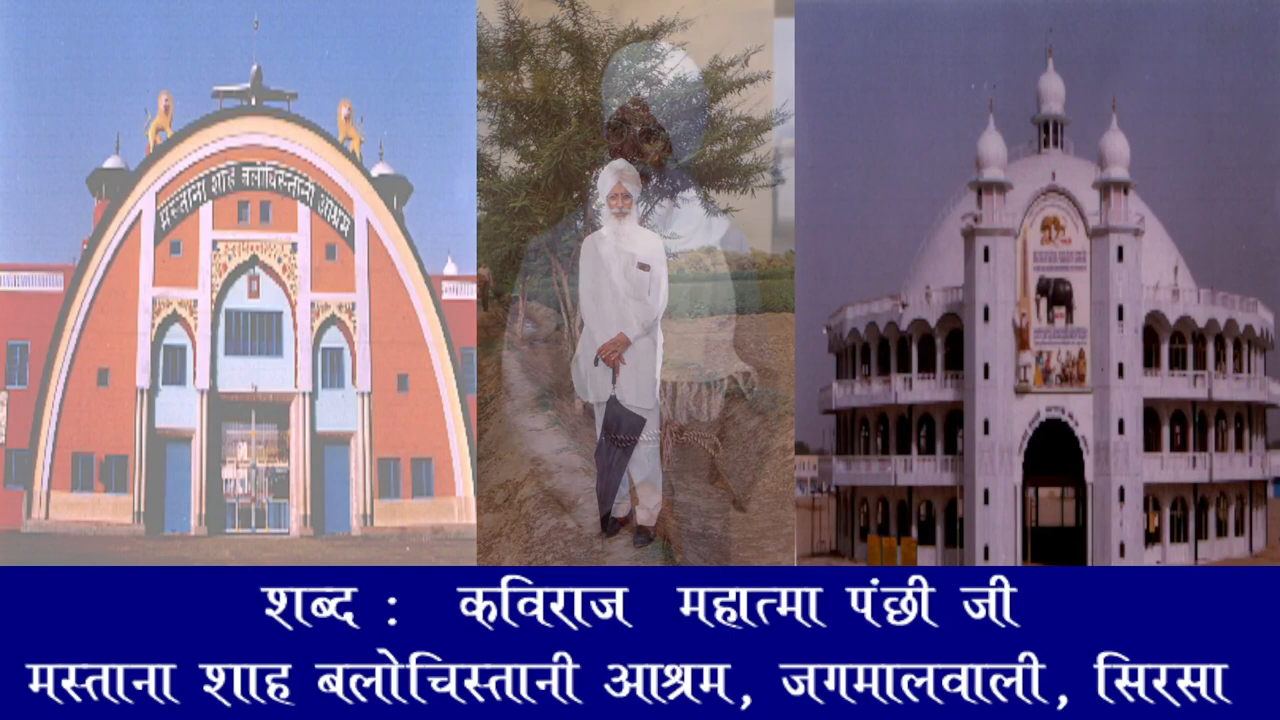 मस्ताना शाह बलोचिस्तानी आश्रम
शब्द : कविराज महात्मा पंछी जी
मस्ताना शाह बलोचिस्तानी आश्रम, जगमालवाली, सिरसा